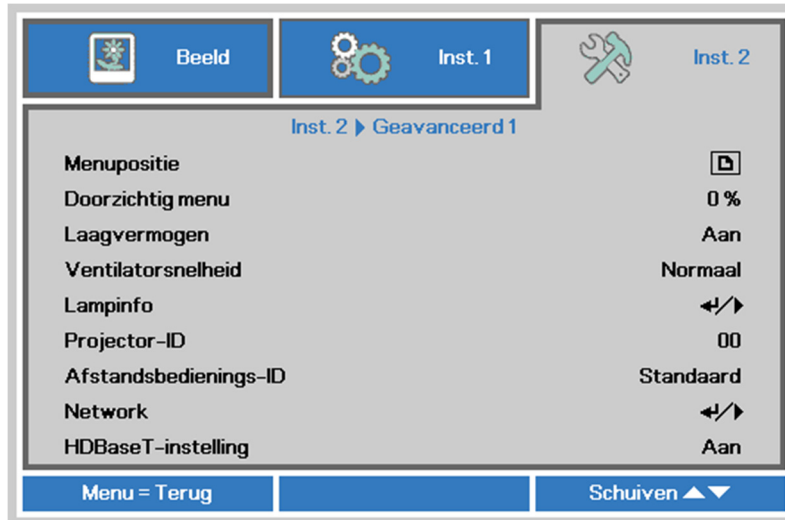 Beeld
Inst. 1
Inst. 2
Inst. 2 ▶ Geavanceerd 1
Menupositie
Doorzichtig menu 0 %
Laagvermogen Aan
Ventilatorsnelheid Normaal
Lampinfo ↵/▶
Projector-ID 00
Afstandsbedienings-ID Standaard
Network ↵/▶
HDBaseT-instelling Aan
Menu = Terug
Schuiven ▲▼